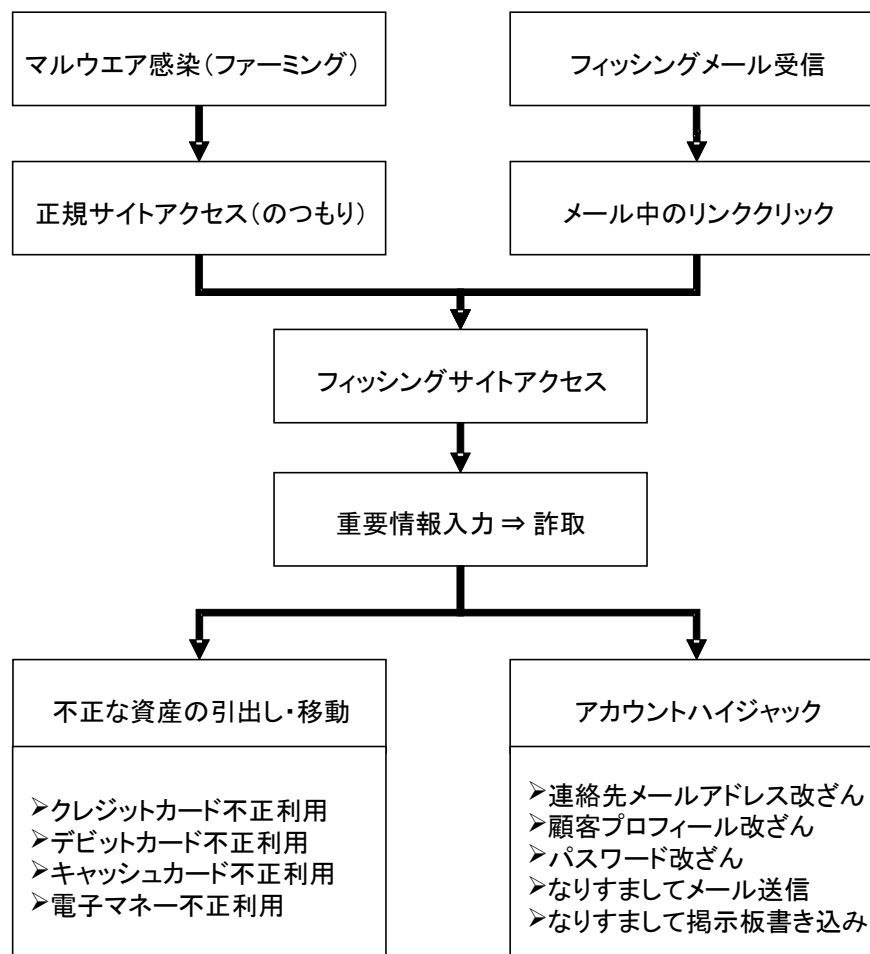 マルウエア感染(ファーミング)
フィッシングメール受信
正規サイトアクセス(のつもり)
メール中のリンククリック
フィッシングサイトアクセス
重要情報入力 ⇒ 詐取
不正な資産の引出し・移動
➢クレジットカード不正利用
➢デビットカード不正利用
➢キャッシュカード不正利用
➢電子マネー不正利用
アカウントハイジャック
➢連絡先メールアドレス改ざん
➢顧客プロフィール改ざん
➢パスワード改ざん
➢なりすましてメール送信
➢なりすまして掲示板書き込み